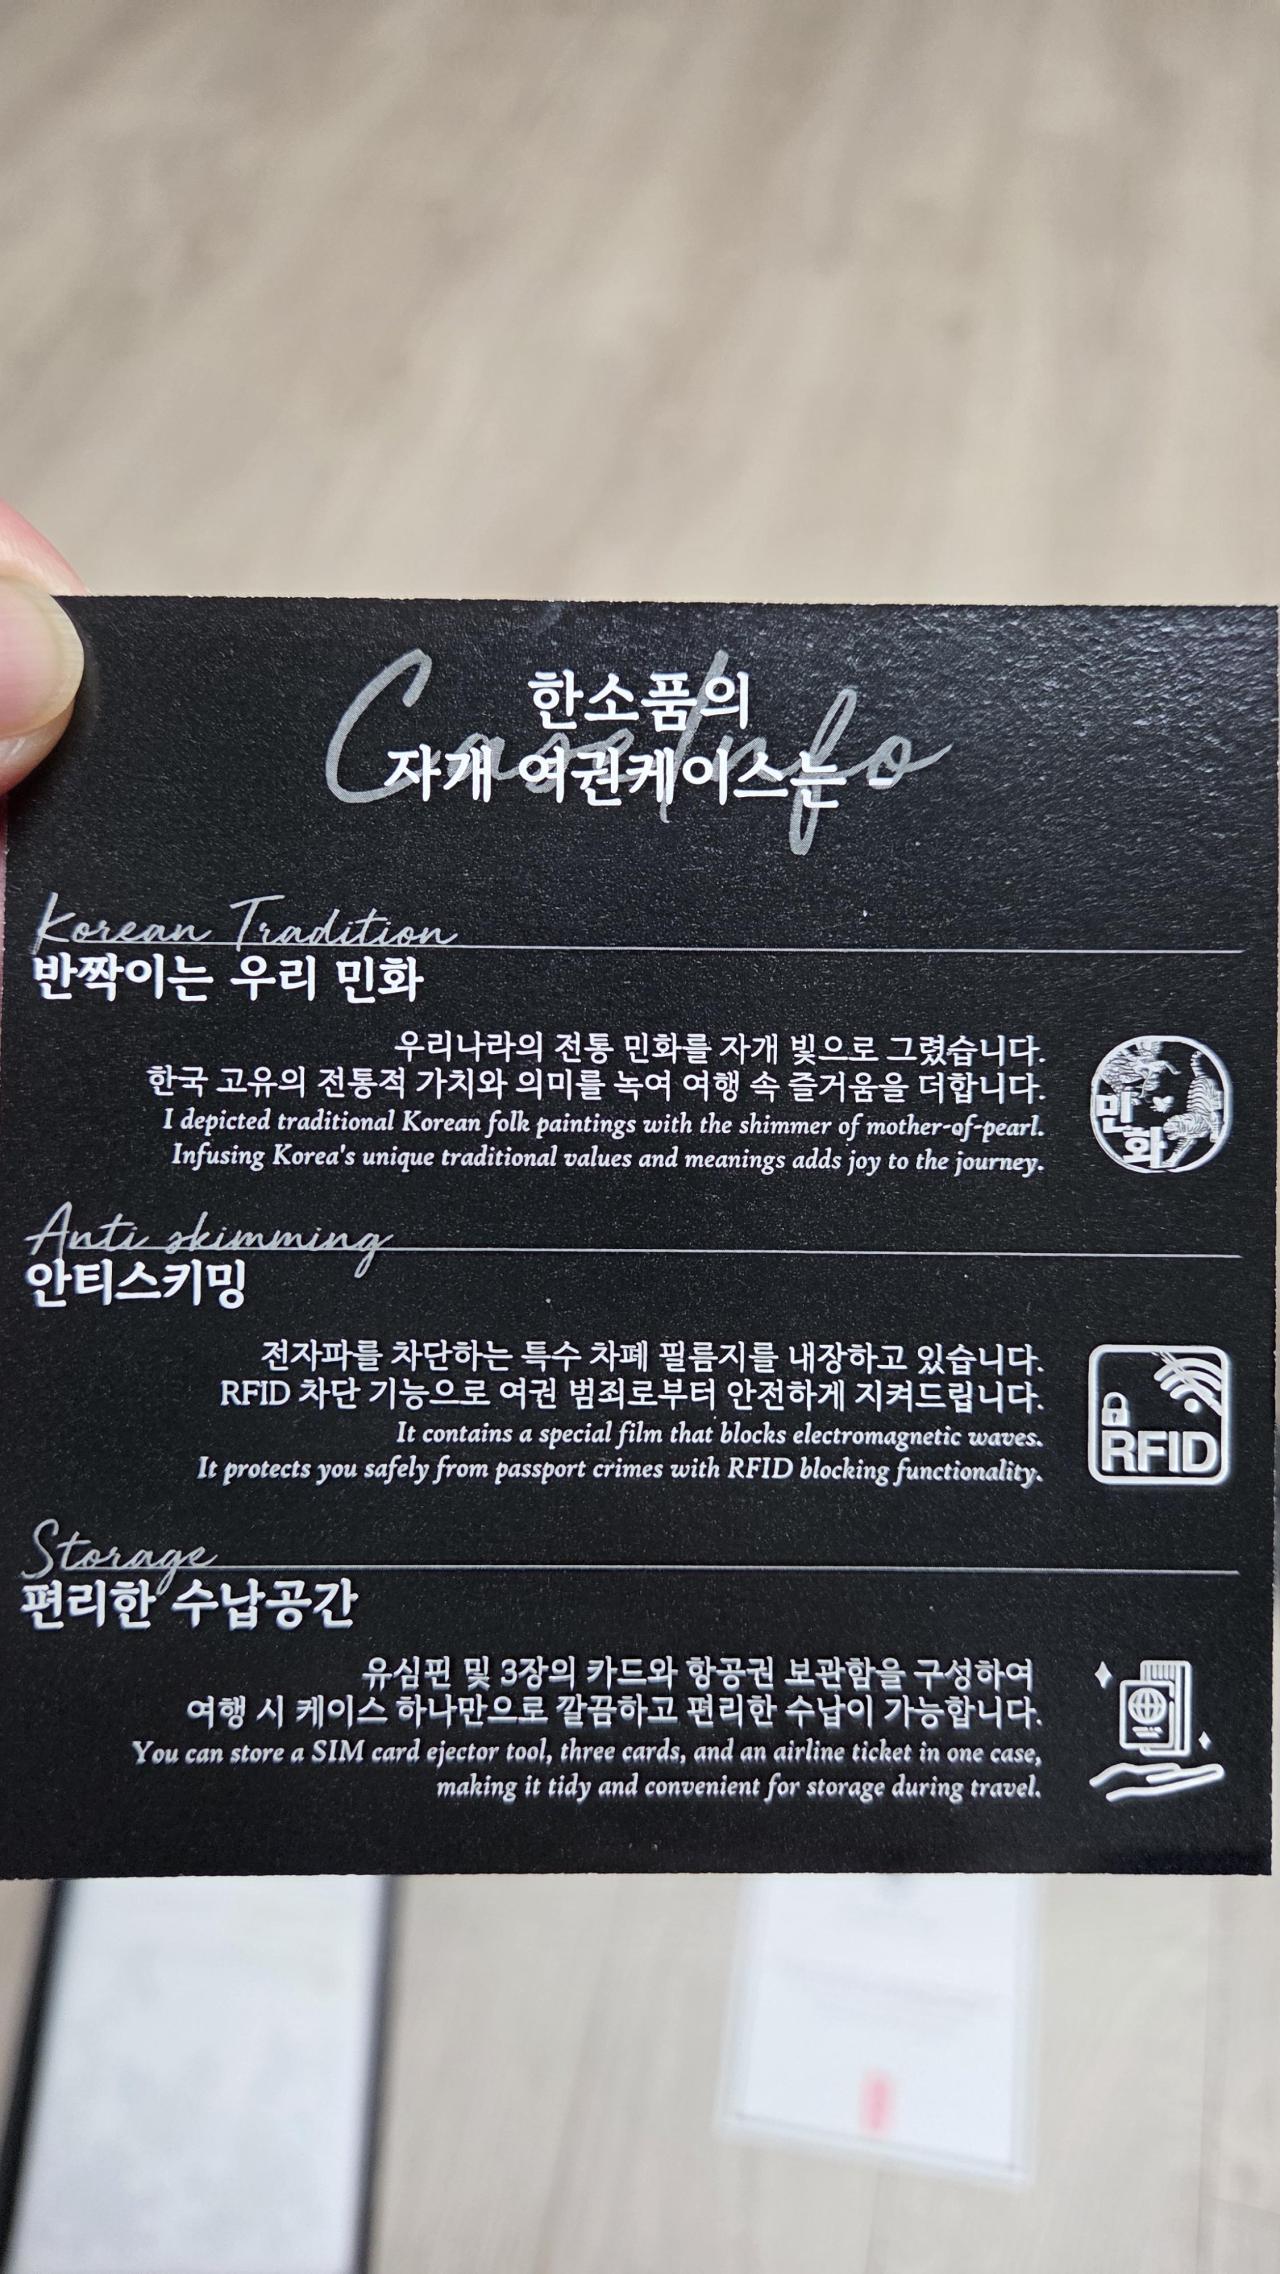 Case Info
한소품의
자개 여권케이스는 -
Korean Tradition
반짝이는 우리 민화
우리나라의 전통 민화를 자개 빛으로 그렸습니다.
한국 고유의 전통적 가치와 의미를 녹여 여행 속 즐거움을 더합니다.
I depicted traditional Korean folk paintings with the shimmer of mother-of-pearl.
Infusing Korea's unique traditional values and meanings adds joy to the journey.
민
화
Anti skimming
안티스키밍
전자파를 차단하는 특수 차폐 필름지를 내장하고 있습니다.
RFID 차단 기능으로 여권 범죄로부터 안전하게 지켜드립니다.
It contains a special film that blocks electromagnetic waves.
It protects you safely from passport crimes with RFID blocking functionality.
RFID
Storage
편리한 수납공간
유심핀 및 3장의 카드와 항공권 보관함을 구성하여
여행 시 케이스 하나만으로 깔끔하고 편리한 수납이 가능합니다.
You can store a SIM card ejector tool, three cards, and an airline ticket in one case,
making it tidy and convenient for storage during travel.